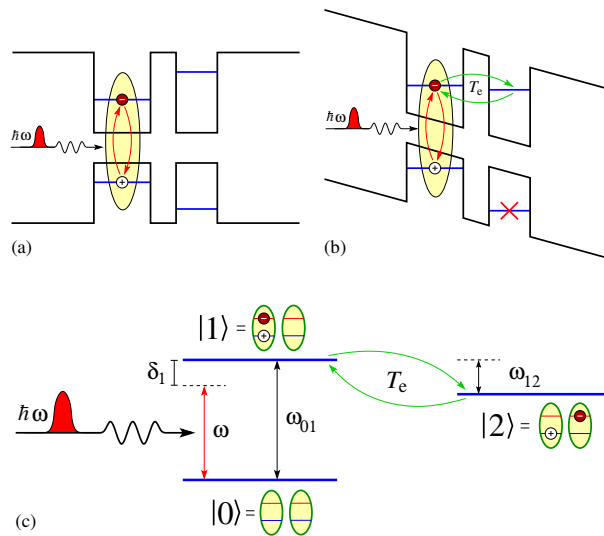 ħω
−
+
(a)
ħω
−
+
Te
(b)
|1⟩ =
−
+
δ1
ħω
ω
ω01
Te
ω12
|2⟩ =
−
+
|0⟩ =
(c)